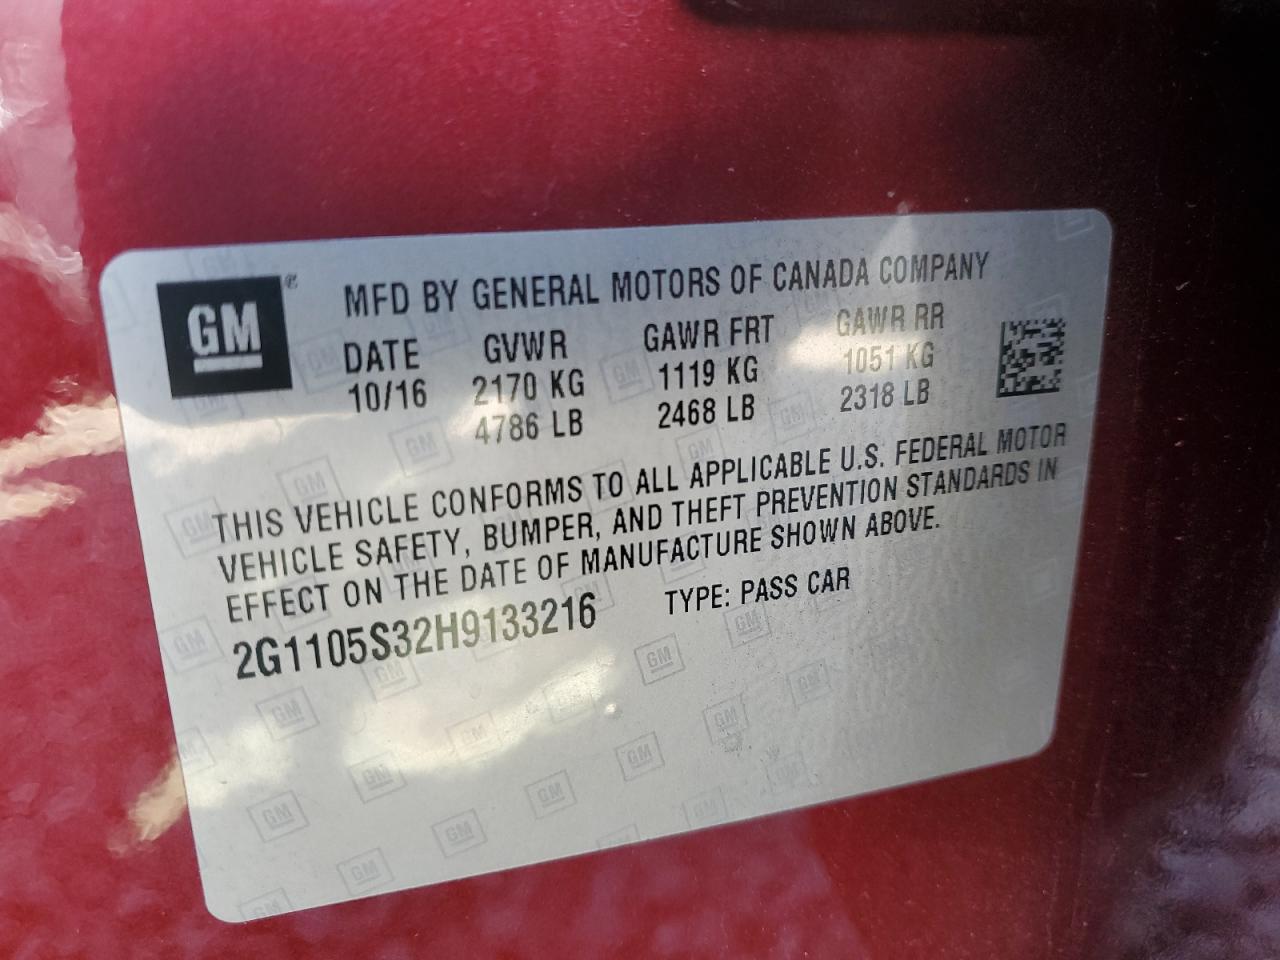 GM® MFD BY GENERAL MOTORS OF CANADA COMPANY
DATE GVWR GAWR FRT GAWR RR
10/16 2170 KG 1119 KG 1051 KG
4786 LB 2468 LB 2318 LB
THIS VEHICLE CONFORMS TO ALL APPLICABLE U.S. FEDERAL MOTOR
VEHICLE SAFETY, BUMPER, AND THEFT PREVENTION STANDARDS IN
EFFECT ON THE DATE OF MANUFACTURE SHOWN ABOVE.
2G1105S32H9133216 TYPE: PASS CAR